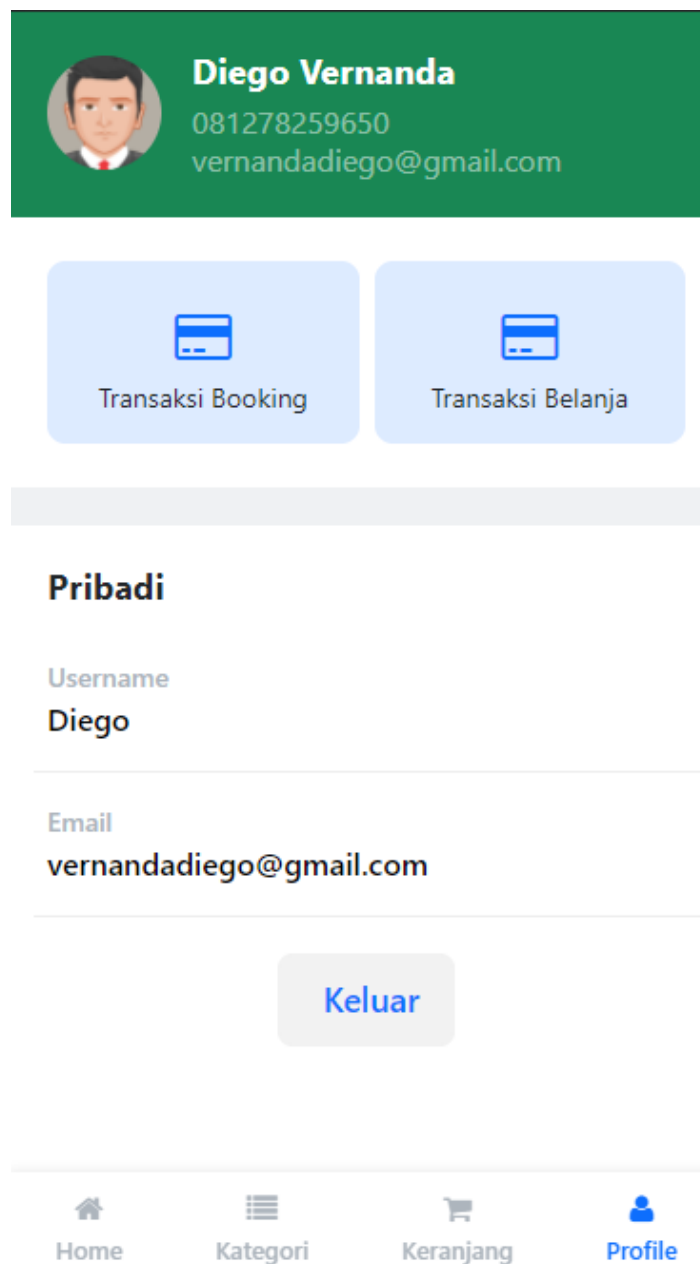 Diego Vernanda
081278259650
vernandadiego@gmail.com
Transaksi Booking
Transaksi Belanja
Pribadi
Username
Diego
Email
vernandadiego@gmail.com
Keluar
Home
Kategori
Keranjang
Profile